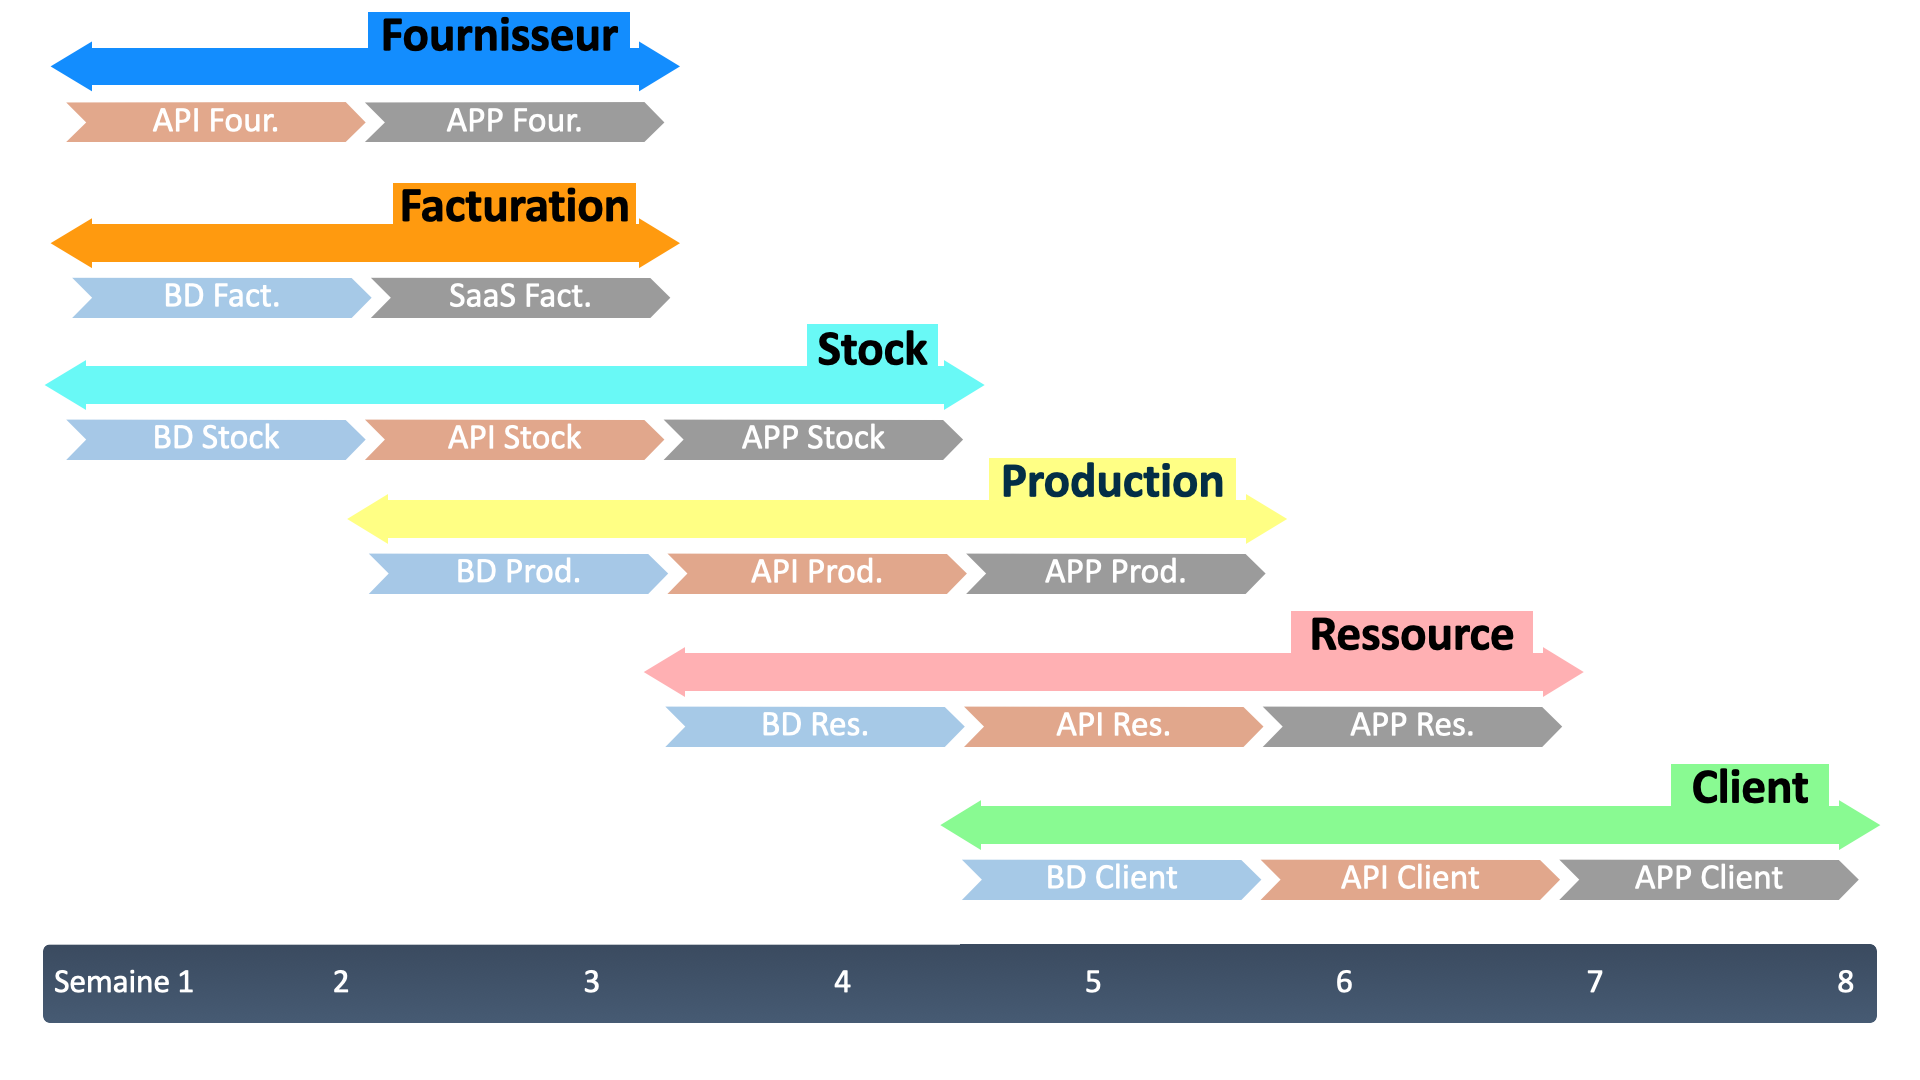 Fournisseur
API Four. APP Four.
Facturation
BD Fact. SaaS Fact.
Stock
BD Stock API Stock APP Stock
Production
BD Prod. API Prod. APP Prod.
Ressource
BD Res. API Res. APP Res.
Client
BD Client API Client APP Client
Semaine 1 2 3 4 5 6 7 8